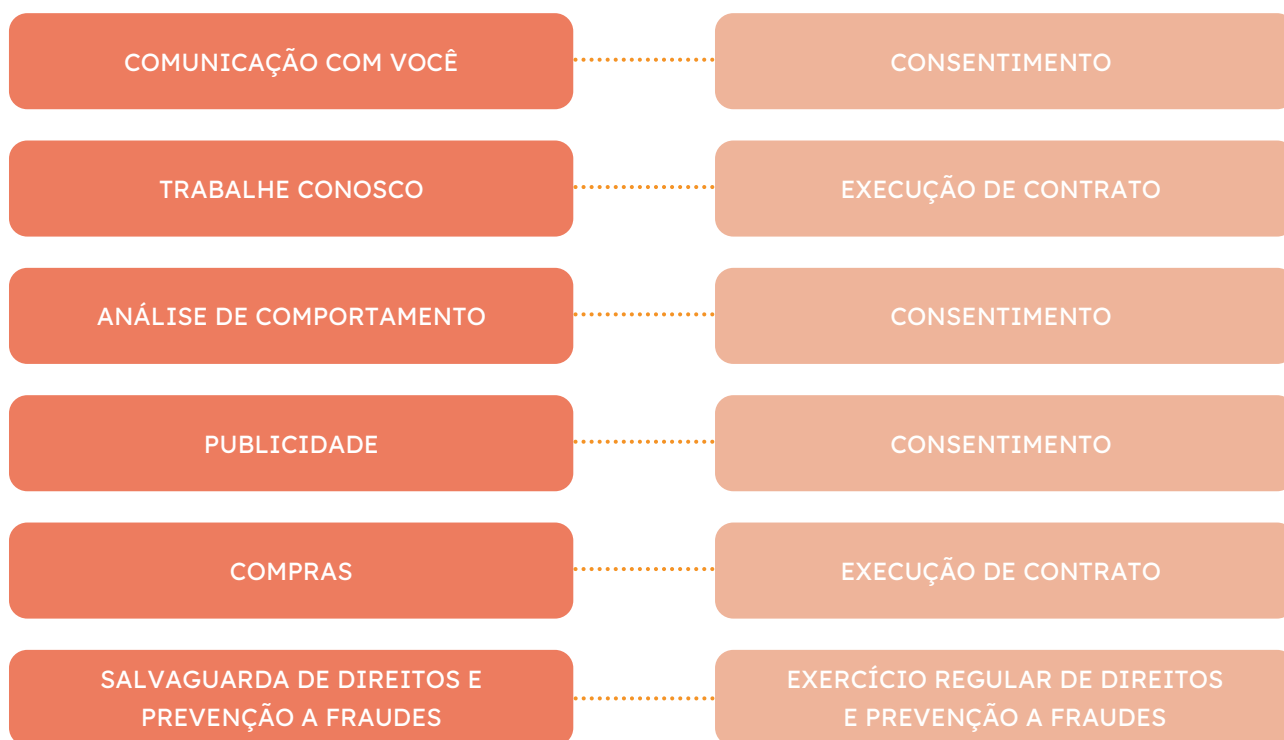 COMUNICAÇÃO COM VOCÊ
CONSENTIMENTO
TRABALHE CONOSCO
EXECUÇÃO DE CONTRATO
ANÁLISE DE COMPORTAMENTO
CONSENTIMENTO
PUBLICIDADE
CONSENTIMENTO
COMPRAS
EXECUÇÃO DE CONTRATO
SALVAGUARDA DE DIREITOS E
PREVENÇÃO A FRAUDES
EXERCÍCIO REGULAR DE DIREITOS
E PREVENÇÃO A FRAUDES